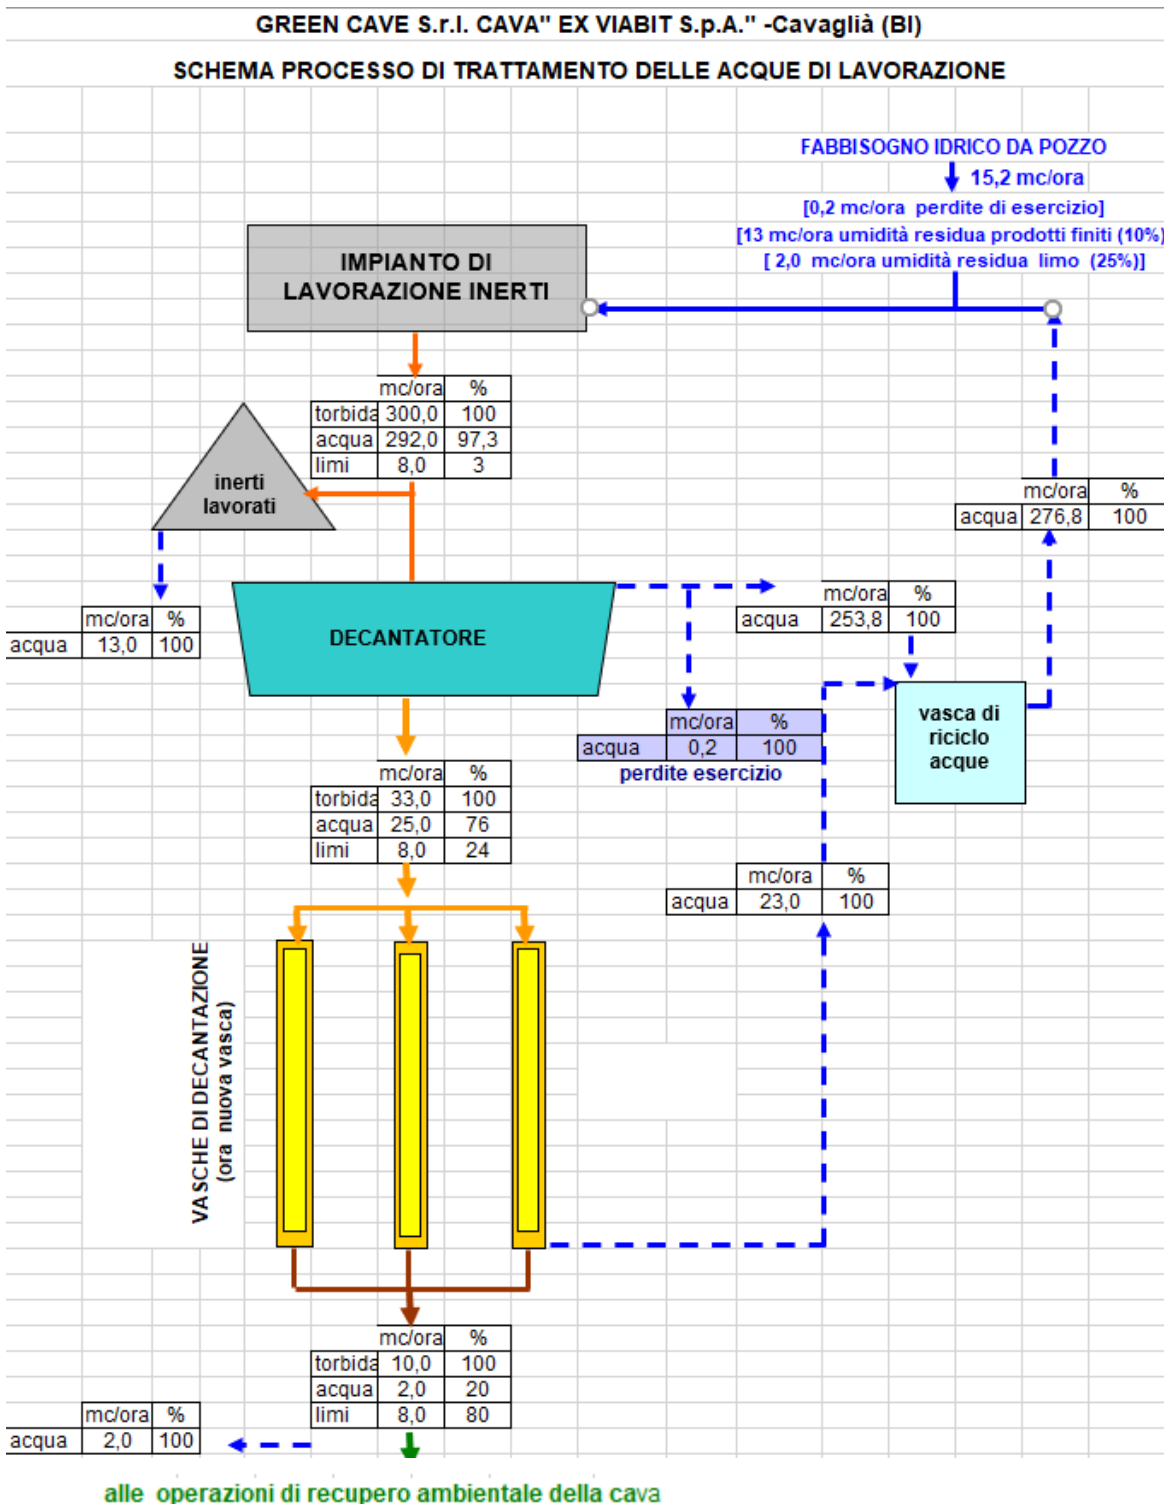 GREEN CAVE S.r.l. CAVA" EX VIABIT S.p.A." -Cavaglià (BI)
SCHEMA PROCESSO DI TRATTAMENTO DELLE ACQUE DI LAVORAZIONE
FABBISOGNO IDRICO DA POZZO
15,2 mc/ora
[0,2 mc/ora perdite di esercizio]
[13 mc/ora umidità residua prodotti finiti (10%)
[ 2,0 mc/ora umidità residua limo (25%)]
IMPIANTO DI
LAVORAZIONE INERTI
mc/ora %
torbida 300,0 100
acqua 292,0 97,3
limi 8,0 3
inerti
lavorati
mc/ora %
acqua 276,8 100
mc/ora %
acqua 13,0 100
DECANTATORE
mc/ora %
acqua 253,8 100
mc/ora %
acqua 0,2 100
perdite esercizio
vasca di
riciclo
acque
mc/ora %
torbida 33,0 100
acqua 25,0 76
limi 8,0 24
mc/ora %
acqua 23,0 100
VASCHE DI DECANTAZIONE
(ora nuova vasca)
mc/ora %
torbida 10,0 100
acqua 2,0 20
limi 8,0 80
mc/ora %
acqua 2,0 100
alle operazioni di recupero ambientale della cava